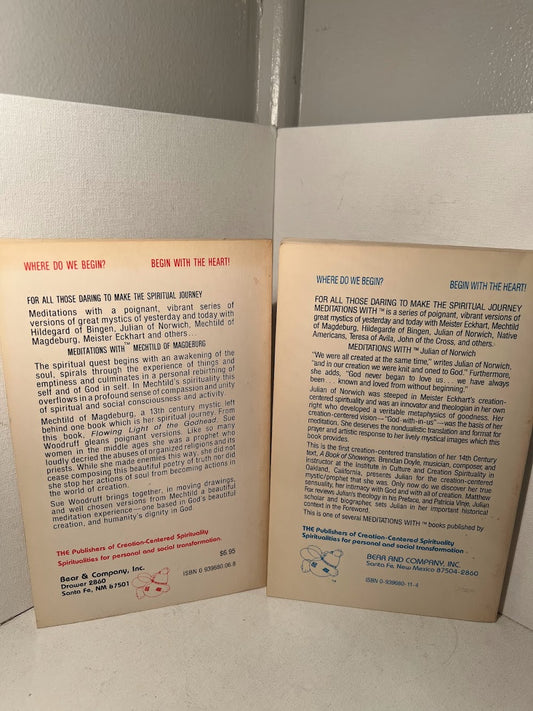 WHERE DO WE BEGIN? BEGIN WITH THE HEART!
FOR ALL THOSE DARING TO MAKE THE SPIRITUAL JOURNEY
Meditations with a poignant, vibrant series of
versions of great mystics of yesterday and today with
Hildegard of Bingen, Julian of Norwich, Mechtild of
Magdeburg, Meister Eckhart and others...
MEDITATIONS WITH™ MECHTILD OF MAGDEBURG
The spiritual quest begins with an awakening of the
soul, spirals through the experience of things and
emptiness and culminates in a personal rebirthing of
self and of God in self. In Mechtild's spirituality this
overflows in a profound sense of compassion and unity
of spiritual and social consciousness and activity.
Mechtild of Magdeburg, a 13th century mystic left
behind one book which is her spiritual journey. From
this book, Flowing Light of the Godhead, Sue
Woodruff gleans poignant versions. Like so many
women in the middle ages she was a prophet who
loudly decried the abuses of organized religions and its
priests. While she made enemies this way, she did not
cease composing this beautiful poetry of truth nor did
she stop her actions of soul from becoming actions in
the world of creation.
Sue Woodruff brings together, in moving drawings,
and well chosen versions from Mechtild a beautiful
meditation experience—one based in God's beautiful
creation, and humanity's dignity in God.
THE Publishers of Creation-Centered Spirituality
Spiritualities for personal and social transformation.
$6.95
Bear & Company, Inc.
Drawer 2860
Santa Fe, NM 87501
ISBN 0-939680-06-8
WHERE DO WE BEGIN? BEGIN WITH THE HEART!
FOR ALL THOSE DARING TO MAKE THE SPIRITUAL JOURNEY
MEDITATIONS WITH™ is a series of poignant, vibrant versions of
great mystics of yesterday and today with Meister Eckhart, Mechtild
of Magdeburg, Hildegarde of Bingen, Julian of Norwich, Native
Americans, Teresa of Avila, John of the Cross, and others.
MEDITATIONS WITH™ Julian of Norwich
"We were all created at the same time," writes Julian of Norwich,
"and in our creation we were knit and oned to God." Furthermore,
she adds, "God never began to love us... we have always
been... known and loved from without beginning."
Julian of Norwich was steeped in Meister Eckhart's creation-
centered spirituality and was an innovator and theologian in her own
right who developed a veritable metaphysics of goodness. Her
creation-centered vision—"God-with-in-us"—was the basis of her
meditation. She deserves the nondualistic translation and format for
prayer and artistic response to her lively mystical images which this
book provides.
This is the first creation-centered translation of her 14th Century
text, A Book of Showings. Brendan Doyle, musician, composer, and
instructor at the Institute in Culture and Creation Spirituality in
Oakland, California, presents Julian for the creation-centered
mystic/prophet that she was. Only now do we discover her true
sensuality, her intimacy with God and with all of creation. Matthew
Fox reviews Julian's theology in his Preface, and Patricia Vinje, Julian
scholar and biographer, sets Julian in her important historical
context in the Foreword.
This is one of several MEDITATIONS WITH™ books published by
THE Publishers of Creation-Centered Spirituality
Spiritualities for personal and social transformation
BEAR AND COMPANY, INC.
Santa Fe, New Mexico 87504-2860
ISBN 0-939680-11-4